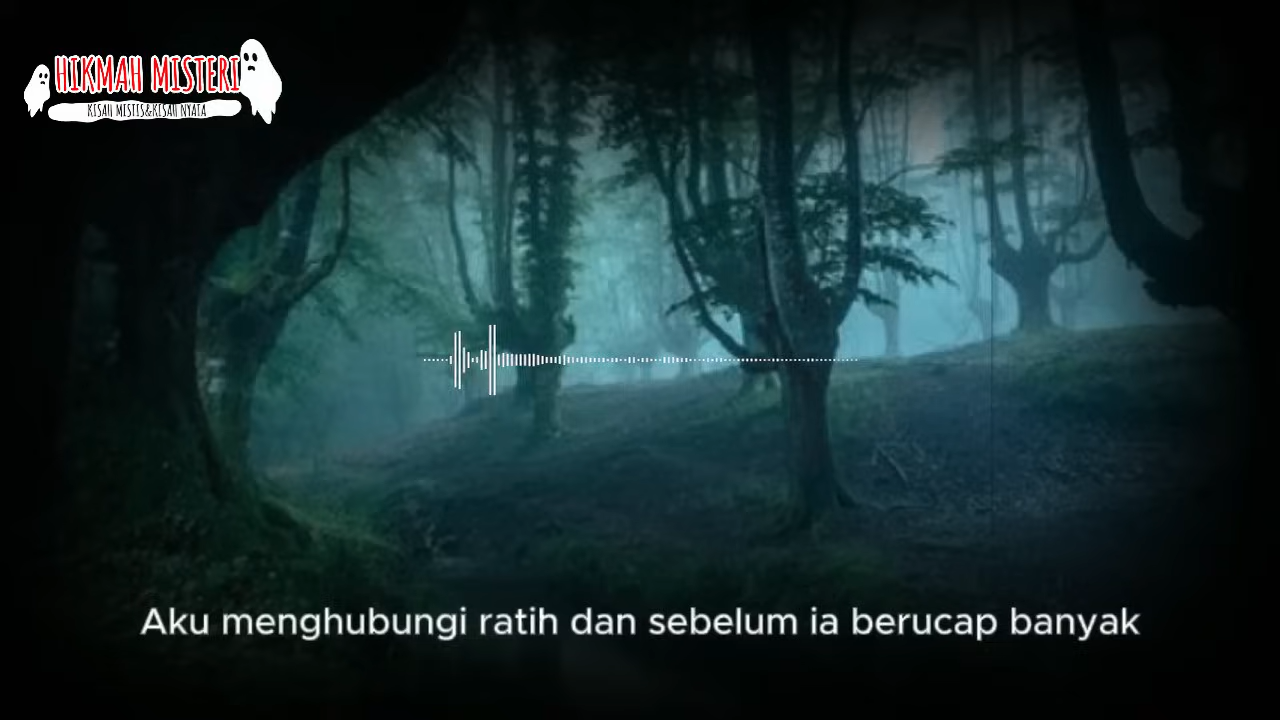 HIKMAH MISTERI
KISAH MISTIS&KISAH NYATA
Aku menghubungi ratih dan sebelum ia berucap banyak